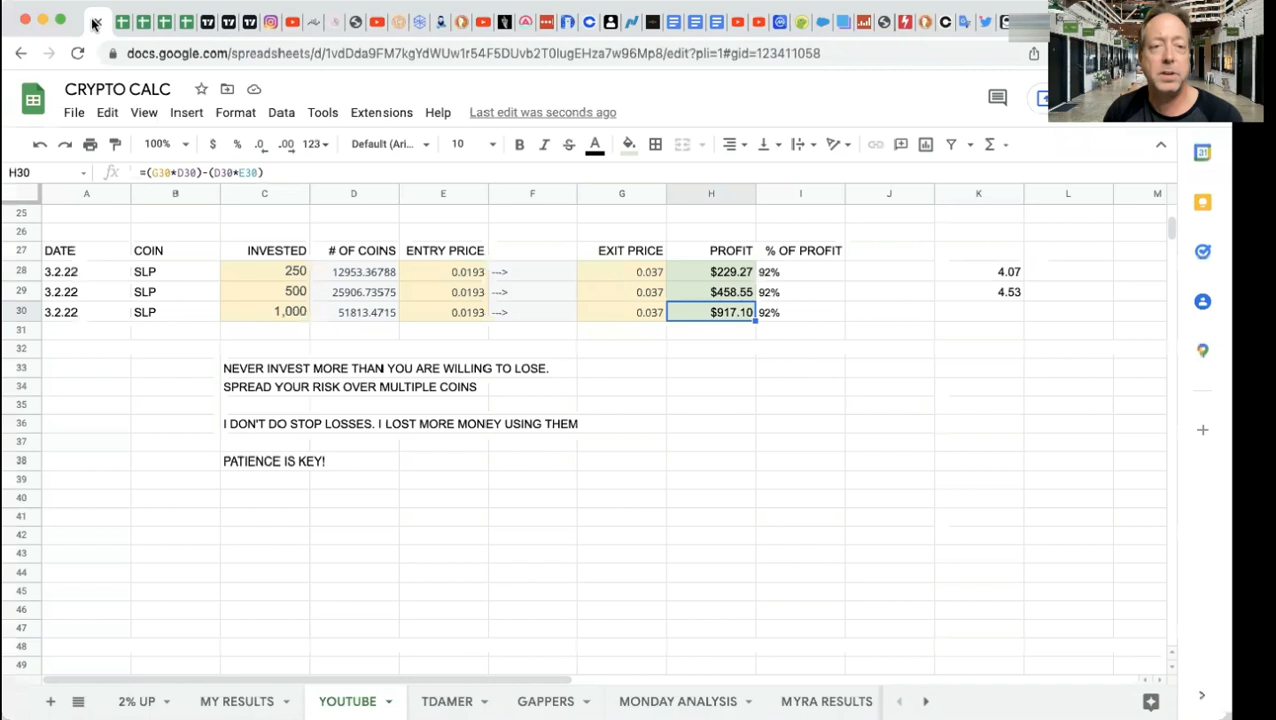 docs.google.com/spreadsheets/d/1vdDda9FM7kgYdWUw1r54F5DUvb2T0lugEHza7w96Mp8/edit?pli=1#gid=123411058
CRYPTO CALC
File Edit View Insert Format Data Tools Extensions Help Last edit was seconds ago
100% $ % .0 .00 123 Default (Ari... 10 B I S A
H30 fx =(G30*D30)-(D30*E30)
A B C D E F G H I J K L M
25
26
27 DATE COIN INVESTED # OF COINS ENTRY PRICE EXIT PRICE PROFIT % OF PROFIT
28 3.2.22 SLP 250 12953.36788 0.0193 ---> 0.037 $229.27 92% 4.07
29 3.2.22 SLP 500 25906.73575 0.0193 ---> 0.037 $458.55 92% 4.53
30 3.2.22 SLP 1,000 51813.4715 0.0193 ---> 0.037 $917.10 92%
31
32
33 NEVER INVEST MORE THAN YOU ARE WILLING TO LOSE.
34 SPREAD YOUR RISK OVER MULTIPLE COINS
35
36 I DON'T DO STOP LOSSES. I LOST MORE MONEY USING THEM
37
38 PATIENCE IS KEY!
39
40
41
42
43
44
45
46
47
48
49
2% UP MY RESULTS YOUTUBE TDAMER GAPPERS MONDAY ANALYSIS MYRA RESULTS